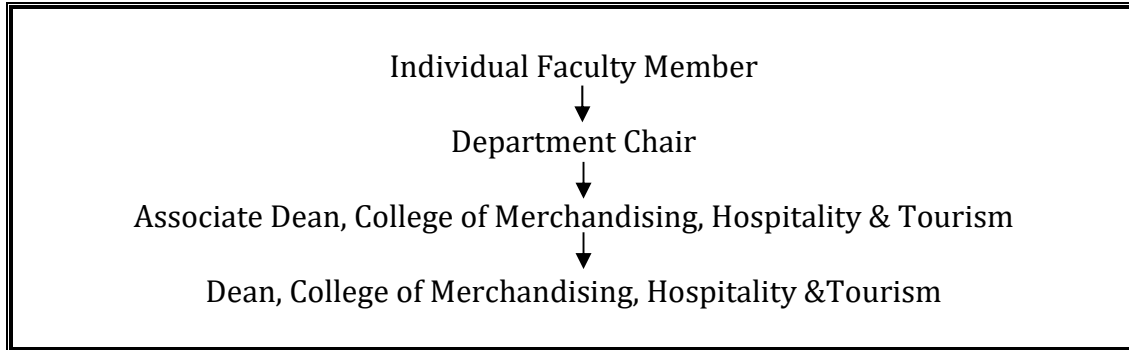 Individual Faculty Member
Department Chair
Associate Dean, College of Merchandising, Hospitality & Tourism
Dean, College of Merchandising, Hospitality &Tourism